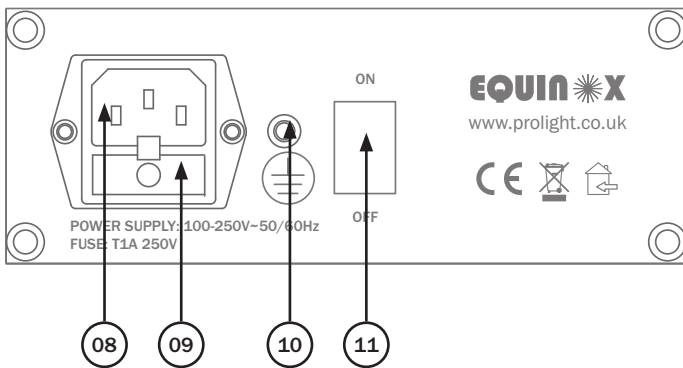 ON
EQUINOX
www.prolight.co.uk
CE
OFF
POWER SUPPLY: 100-250V~50/60Hz
FUSE: T1A 250V
08 09 10 11